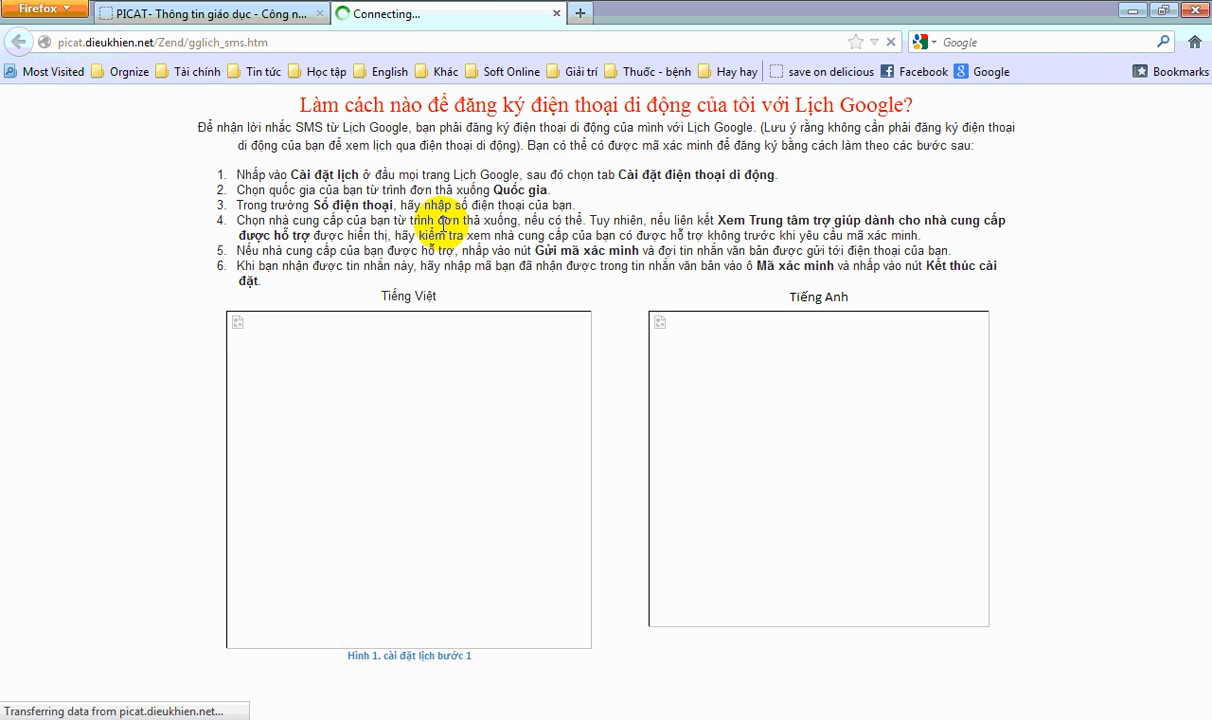 Firefox
PICAT- Thông tin giáo dục - Công n...
Connecting...
picat.dieukhien.net/Zend/gglich_sms.htm
Google
Most Visited
Orgnize
Tài chính
Tin tức
Học tập
English
Khác
Soft Online
Giải trí
Thuốc - bệnh
Hay hay
save on delicious
Facebook
Google
Bookmarks
Làm cách nào để đăng ký điện thoại di động của tôi với Lịch Google?
Để nhận lời nhắc SMS từ Lịch Google, bạn phải đăng ký điện thoại di động của mình với Lịch Google. (Lưu ý rằng không cần phải đăng ký điện thoại
di động của bạn để xem lịch qua điện thoại di động). Bạn có thể có được mã xác minh để đăng ký bằng cách làm theo các bước sau:
1. Nhấp vào Cài đặt lịch ở đầu mọi trang Lịch Google, sau đó chọn tab Cài đặt điện thoại di động.
2. Chọn quốc gia của bạn từ trình đơn thả xuống Quốc gia.
3. Trong trường Số điện thoại, hãy nhập số điện thoại của bạn.
4. Chọn nhà cung cấp của bạn từ trình đơn thả xuống, nếu có thể. Tuy nhiên, nếu liên kết Xem Trung tâm trợ giúp dành cho nhà cung cấp
được hỗ trợ được hiển thị, hãy kiểm tra xem nhà cung cấp của bạn có được hỗ trợ không trước khi yêu cầu mã xác minh.
5. Nếu nhà cung cấp của bạn được hỗ trợ, nhấp vào nút Gửi mã xác minh và đợi tin nhắn văn bản được gửi tới điện thoại của bạn.
6. Khi bạn nhận được tin nhắn này, hãy nhập mã bạn đã nhận được trong tin nhắn văn bản vào ô Mã xác minh và nhấp vào nút Kết thúc cài
đặt.
Tiếng Việt
Tiếng Anh
Hình 1. cài đặt lịch bước 1
Transferring data from picat.dieukhien.net...